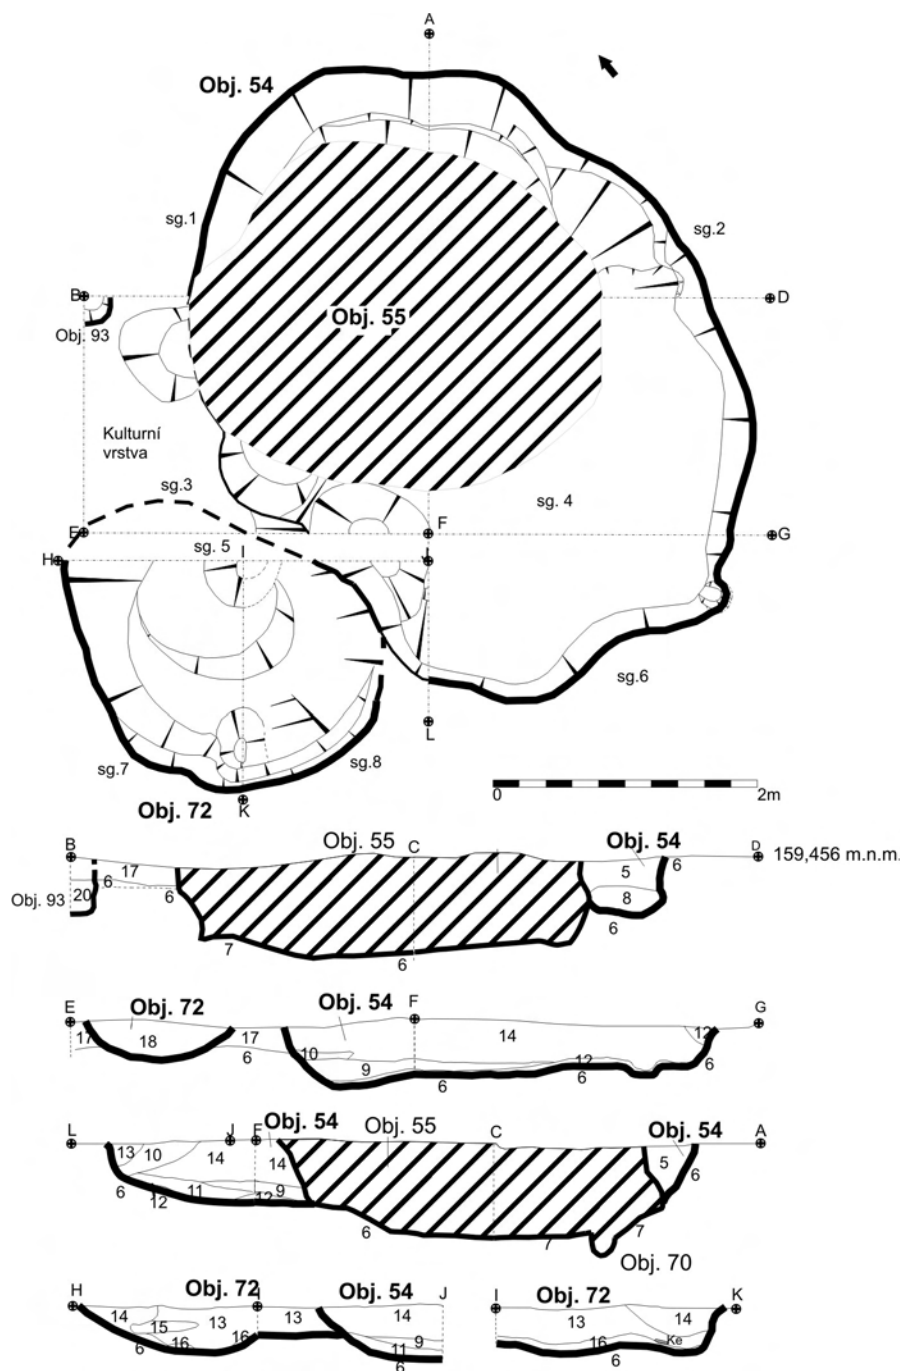 A
Obj. 54
sg.1
sg.2
B
D
Obj. 93
Obj. 55
Kulturní
vrstva
sg.3
sg. 4
E
F
G
sg. 5
H
I
J
sg.6
L
sg.7
sg.8
Obj. 72
K
0
2m
B
Obj. 55
C
Obj. 54
D
159,456 m.n.m.
17
5
6
6
6
20
8
Obj. 93
6
7
6
E
Obj. 72
Obj. 54
F
G
17
18
17
14
12
6
10
9
12
6
6
6
L
J
F
Obj. 54
Obj. 55
C
Obj. 54
A
13
10
14
14
5
6
6
12
11
12
9
6
7
7
Obj. 70
H
Obj. 72
I
Obj. 54
J
I
Obj. 72
K
14
15
13
13
14
13
14
6
16
16
9
11
6
16
Ke
6
6